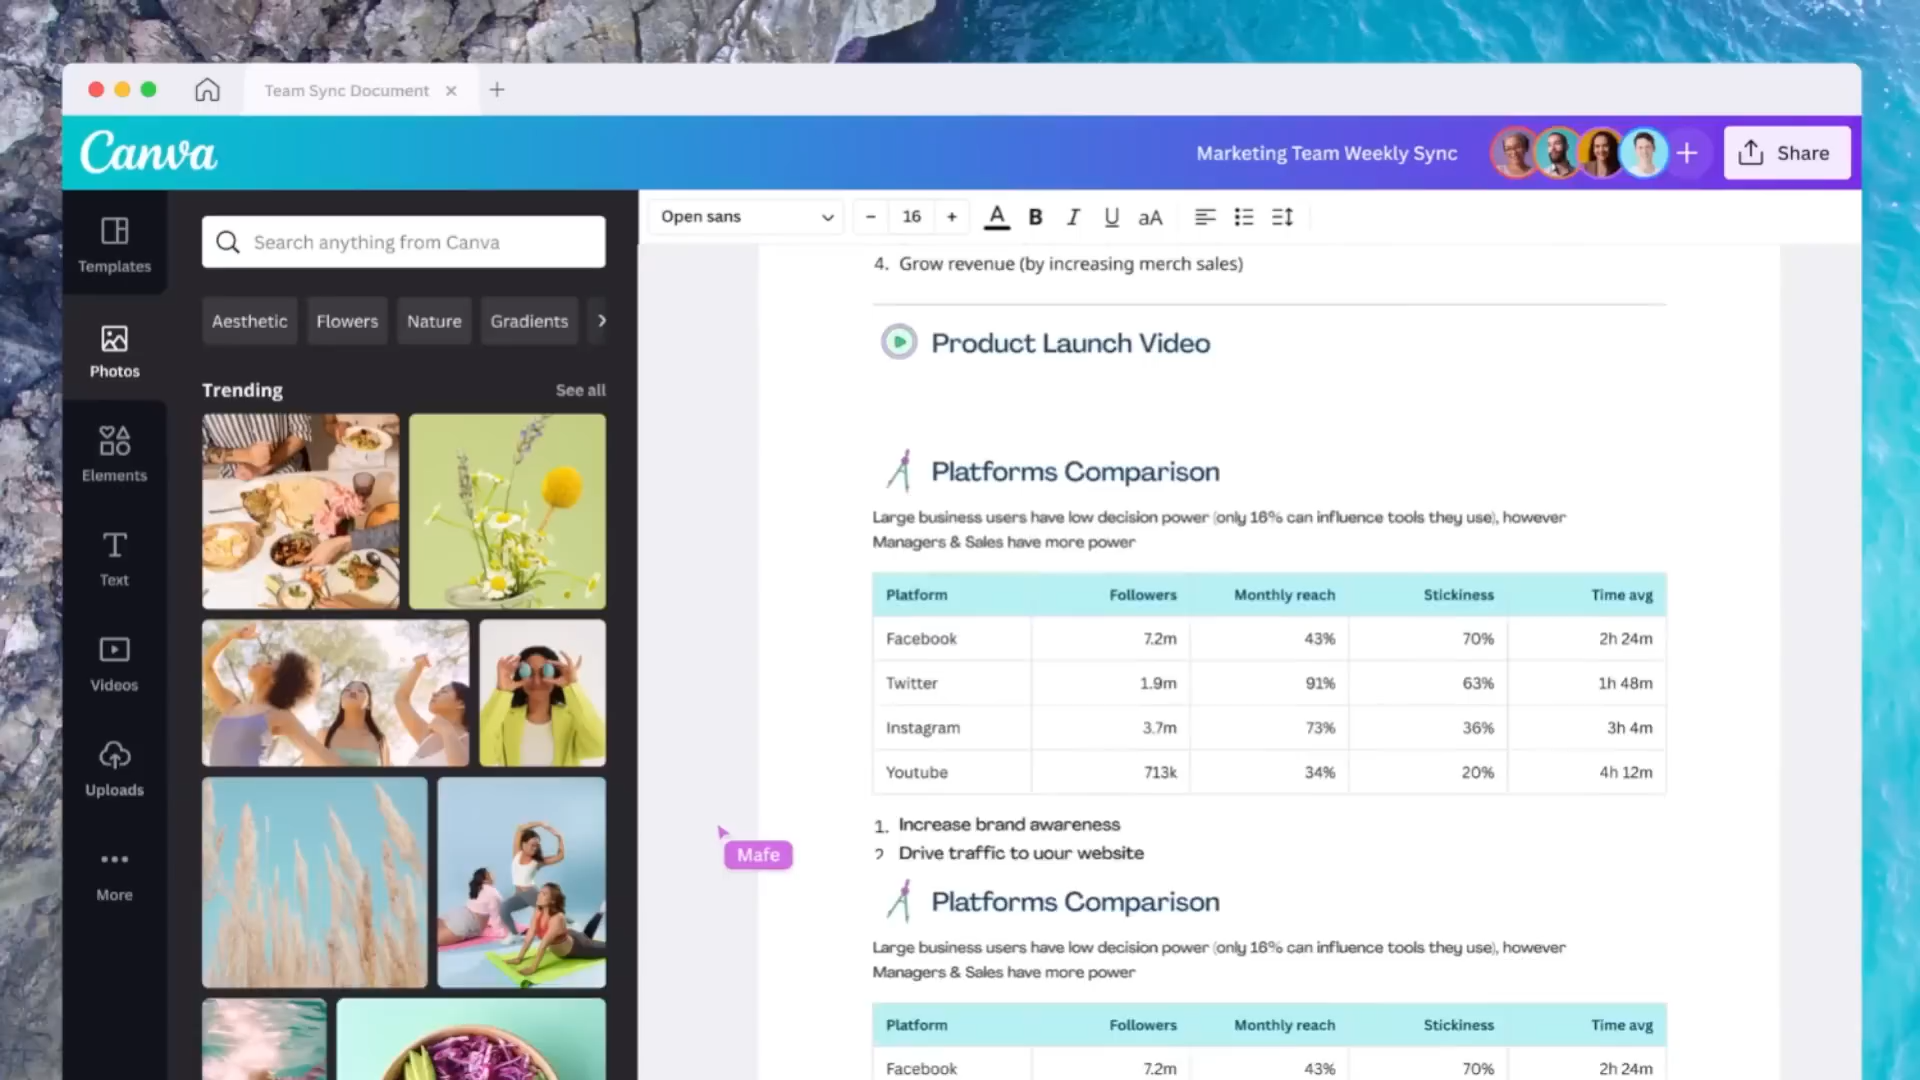 Team Sync Document
Canva
Marketing Team Weekly Sync
Share
Templates
Photos
Elements
Text
Videos
Uploads
More
Search anything from Canva
Aesthetic
Flowers
Nature
Gradients
Trending
See all
Open sans
16
A B I U aA
4. Grow revenue (by increasing merch sales)
Product Launch Video
Platforms Comparison
Large business users have low decision power (only 16% can influence tools they use), however
Managers & Sales have more power
Platform Followers Monthly reach Stickiness Time avg
Facebook 7.2m 43% 70% 2h 24m
Twitter 1.9m 91% 63% 1h 48m
Instagram 3.7m 73% 36% 3h 4m
Youtube 713k 34% 20% 4h 12m
1. Increase brand awareness
2 Drive traffic to your website
Mafe
Platforms Comparison
Large business users have low decision power (only 16% can influence tools they use), however
Managers & Sales have more power
Platform Followers Monthly reach Stickiness Time avg
Facebook 7.2m 43% 70% 2h 24m